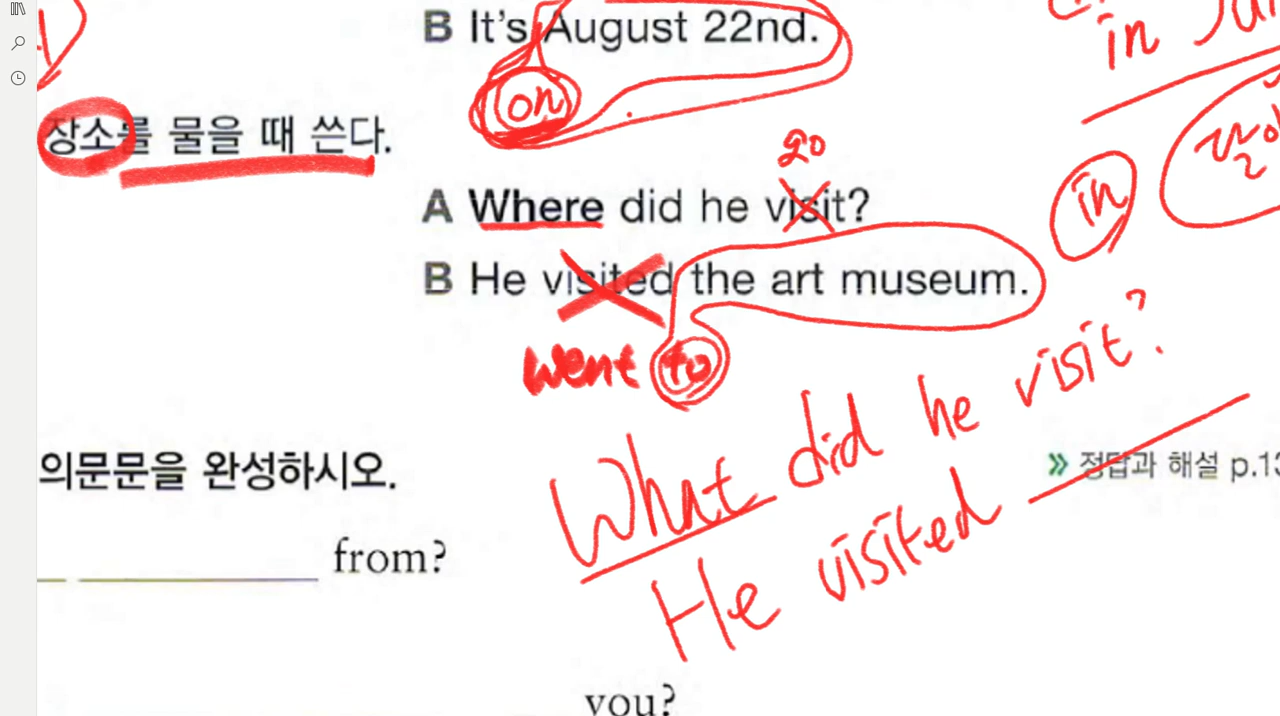 B It's August 22nd.
in
on
장소를 물을 때 쓴다.
go
A Where did he visit?
in
B He visited the art museum.
went to
What did he visit?
의문문을 완성하시오.
» 정답과 해설 p.13
He visited
from?
you?